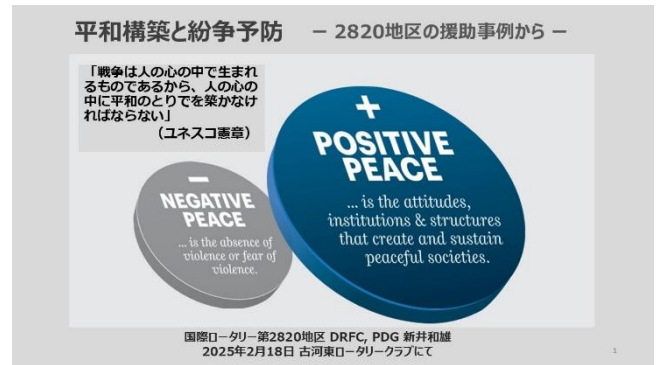 平和構築と紛争予防 － 2820地区の援助事例から －
「戦争は人の心の中で生まれ
るものであるから、人の心の
中に平和のとりでを築かなけ
ればならない」
（ユネスコ憲章）
+
POSITIVE
PEACE
... is the attitudes,
institutions & structures
that create and sustain
peaceful societies.
−
NEGATIVE
PEACE
... is the absence of
violence or fear of
violence.
国際ロータリー第2820地区 DRFC, PDG 新井和雄
2025年2月18日 古河東ロータリークラブにて
1